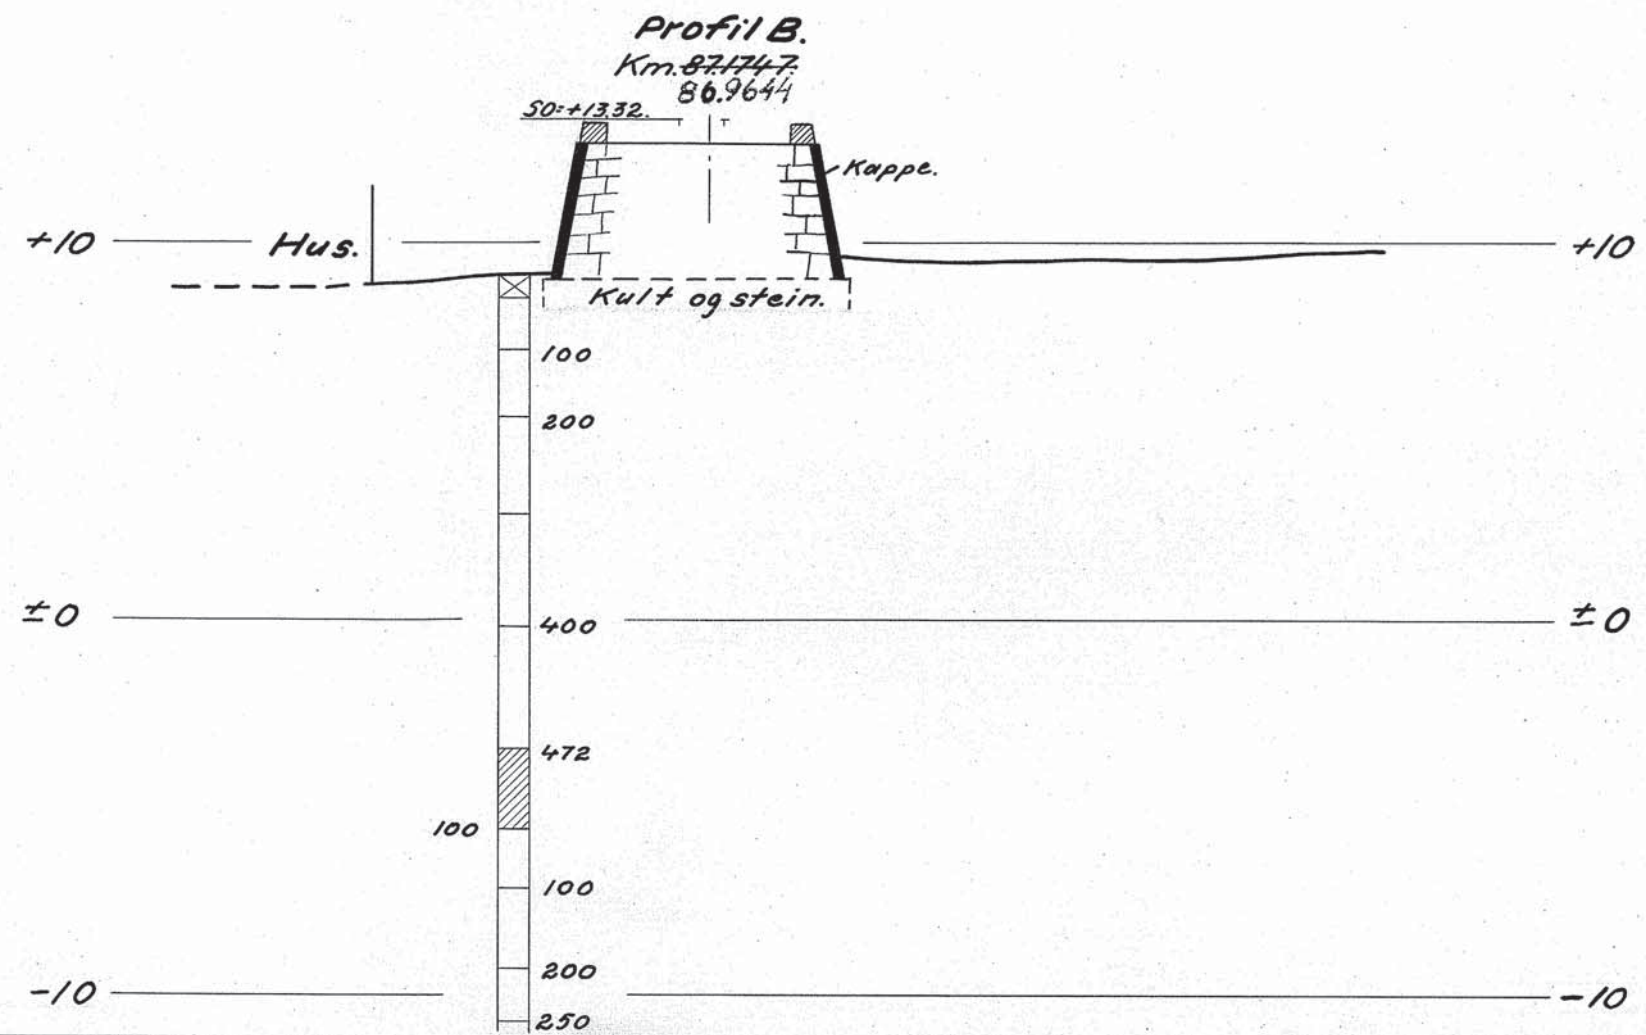 Profil B.
Km. 87.1747.
86.9644
SO=+13.32.
Kappe.
+10 Hus. +10
Kult og stein.
100
200
±0 400 ±0
472
100
100
200
-10 -10
250